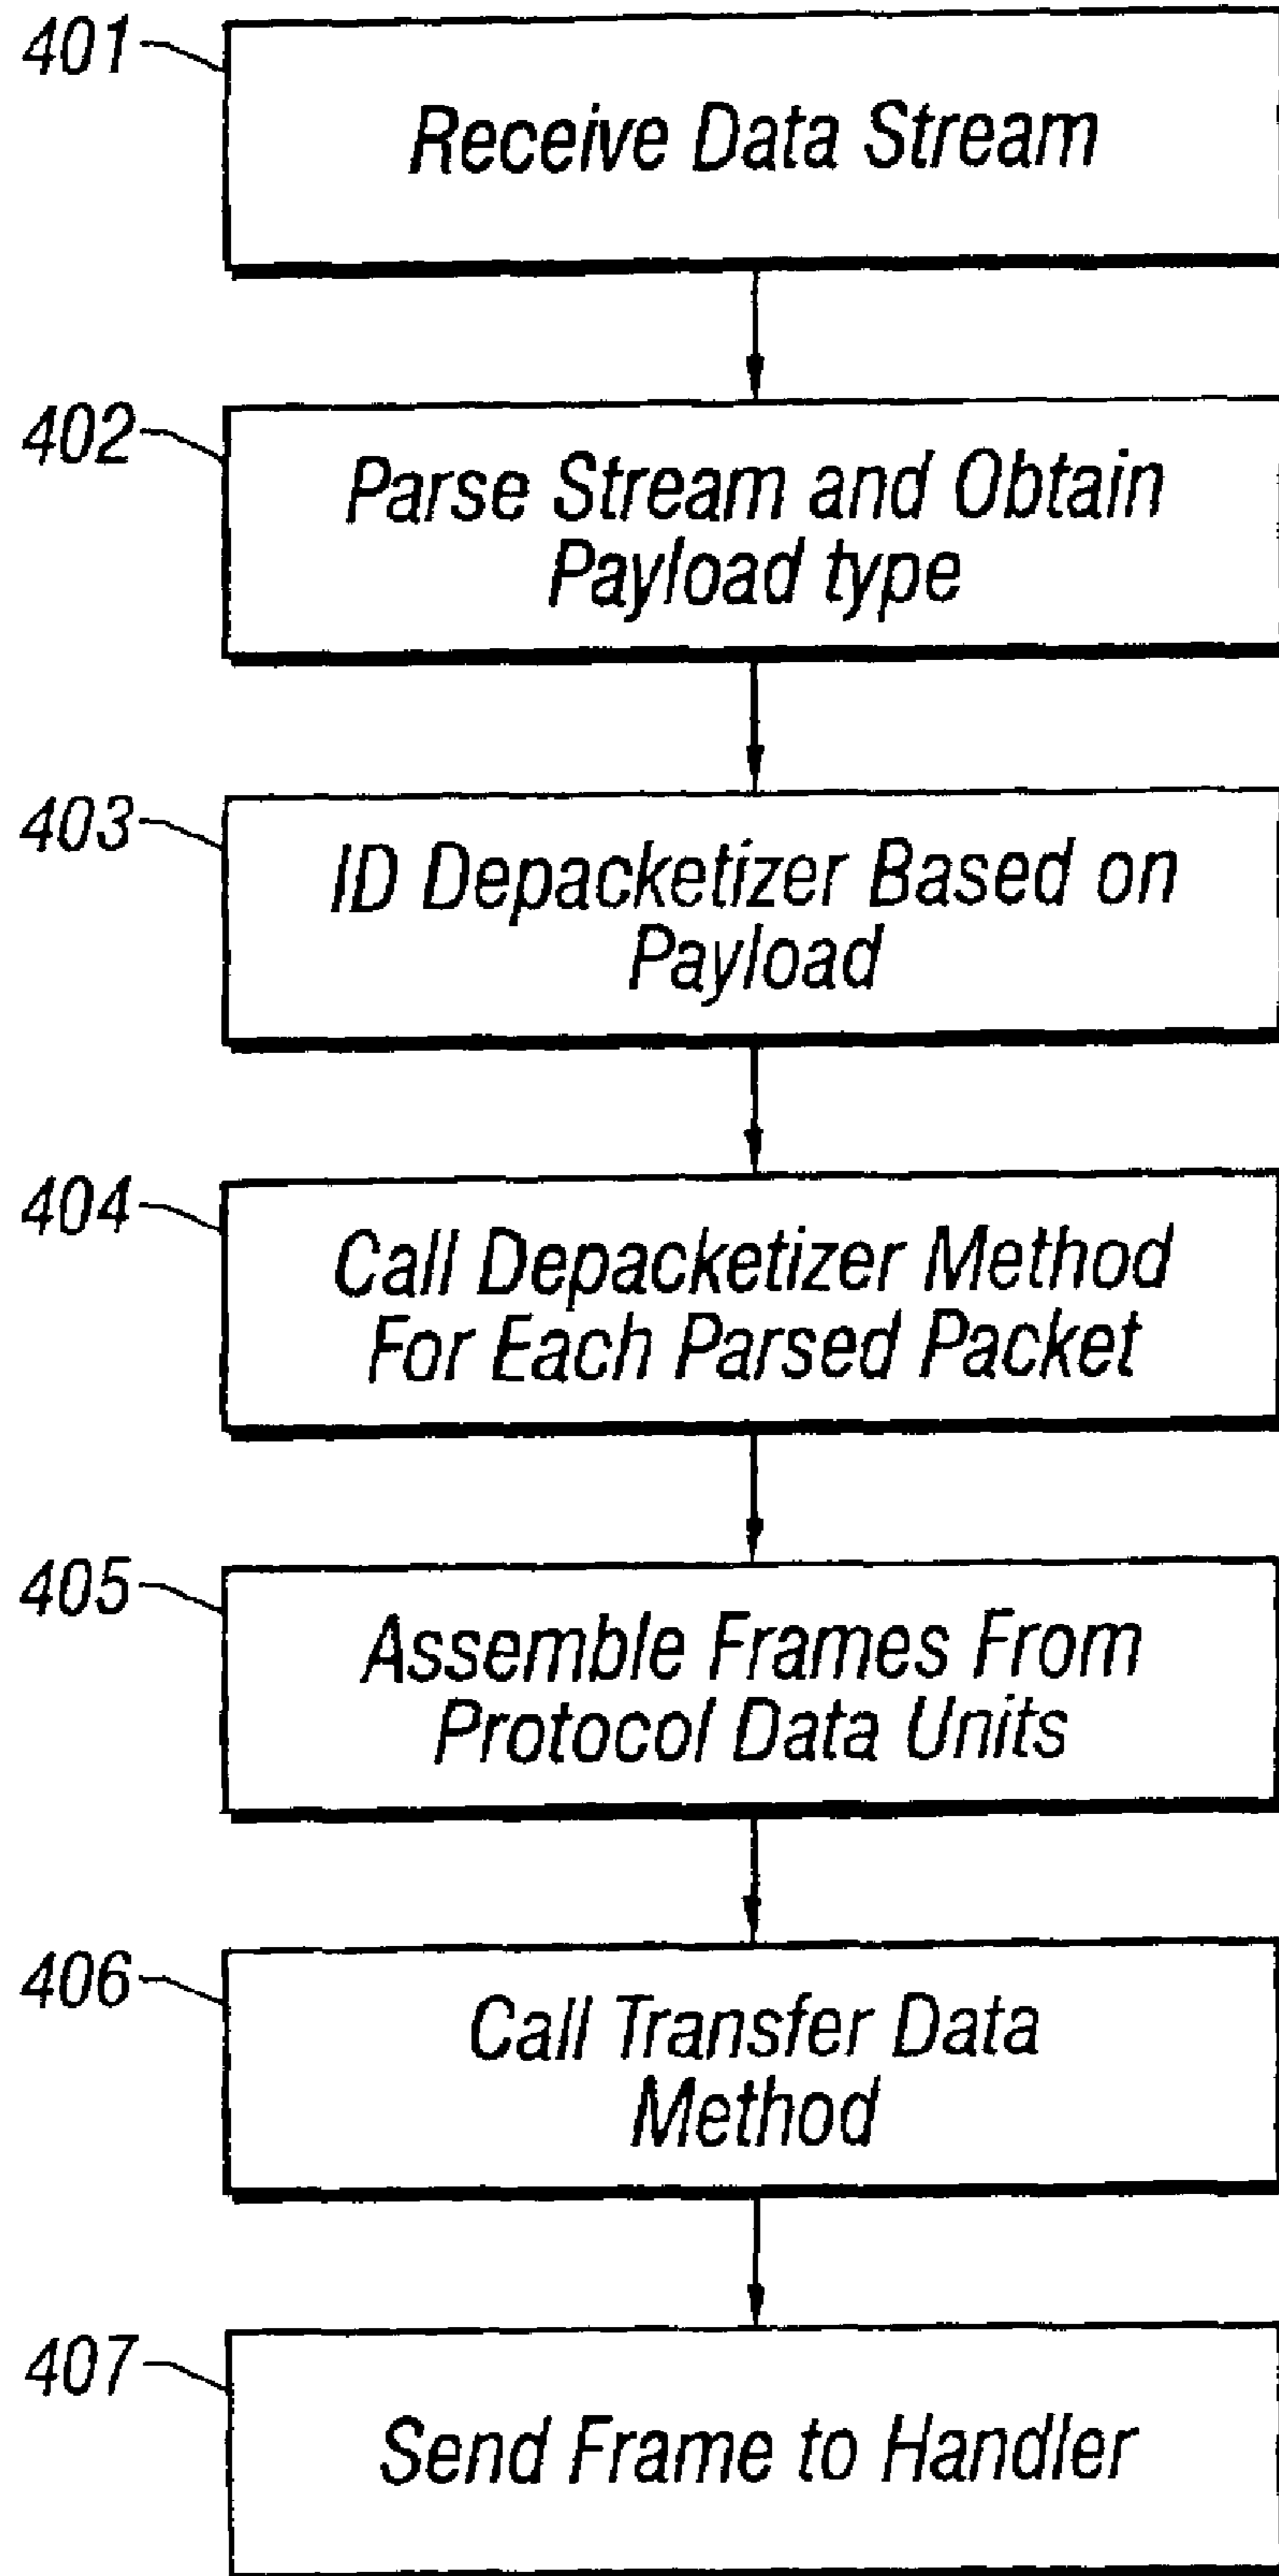 401
Receive Data Stream
402
Parse Stream and Obtain
Payload type
403
ID Depacketizer Based on
Payload
404
Call Depacketizer Method
For Each Parsed Packet
405
Assemble Frames From
Protocol Data Units
406
Call Transfer Data
Method
407
Send Frame to Handler